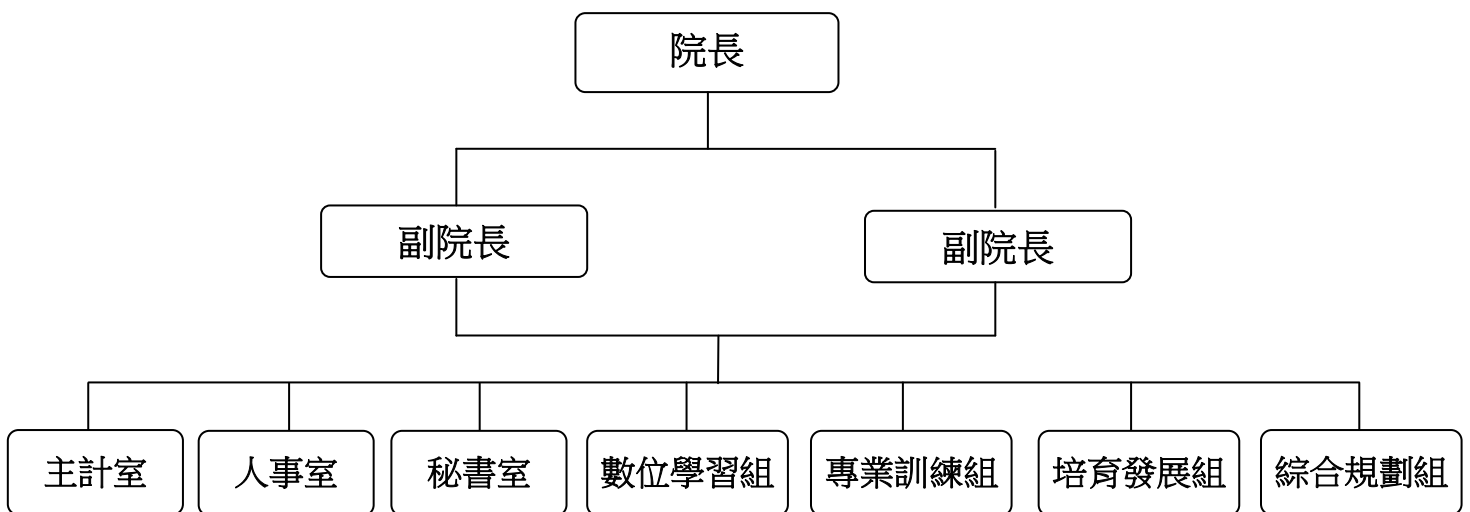 院長
副院長
副院長
主計室
人事室
秘書室
數位學習組
專業訓練組
培育發展組
綜合規劃組